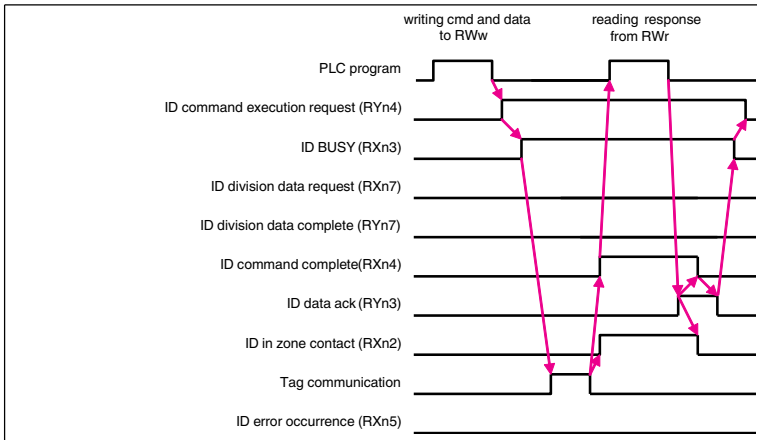 writing cmd and data
to RWw
reading response
from RWr
PLC program
ID command execution request (RYn4)
ID BUSY (RXn3)
ID division data request (RXn7)
ID division data complete (RYn7)
ID command complete(RXn4)
ID data ack (RYn3)
ID in zone contact (RXn2)
Tag communication
ID error occurrence (RXn5)